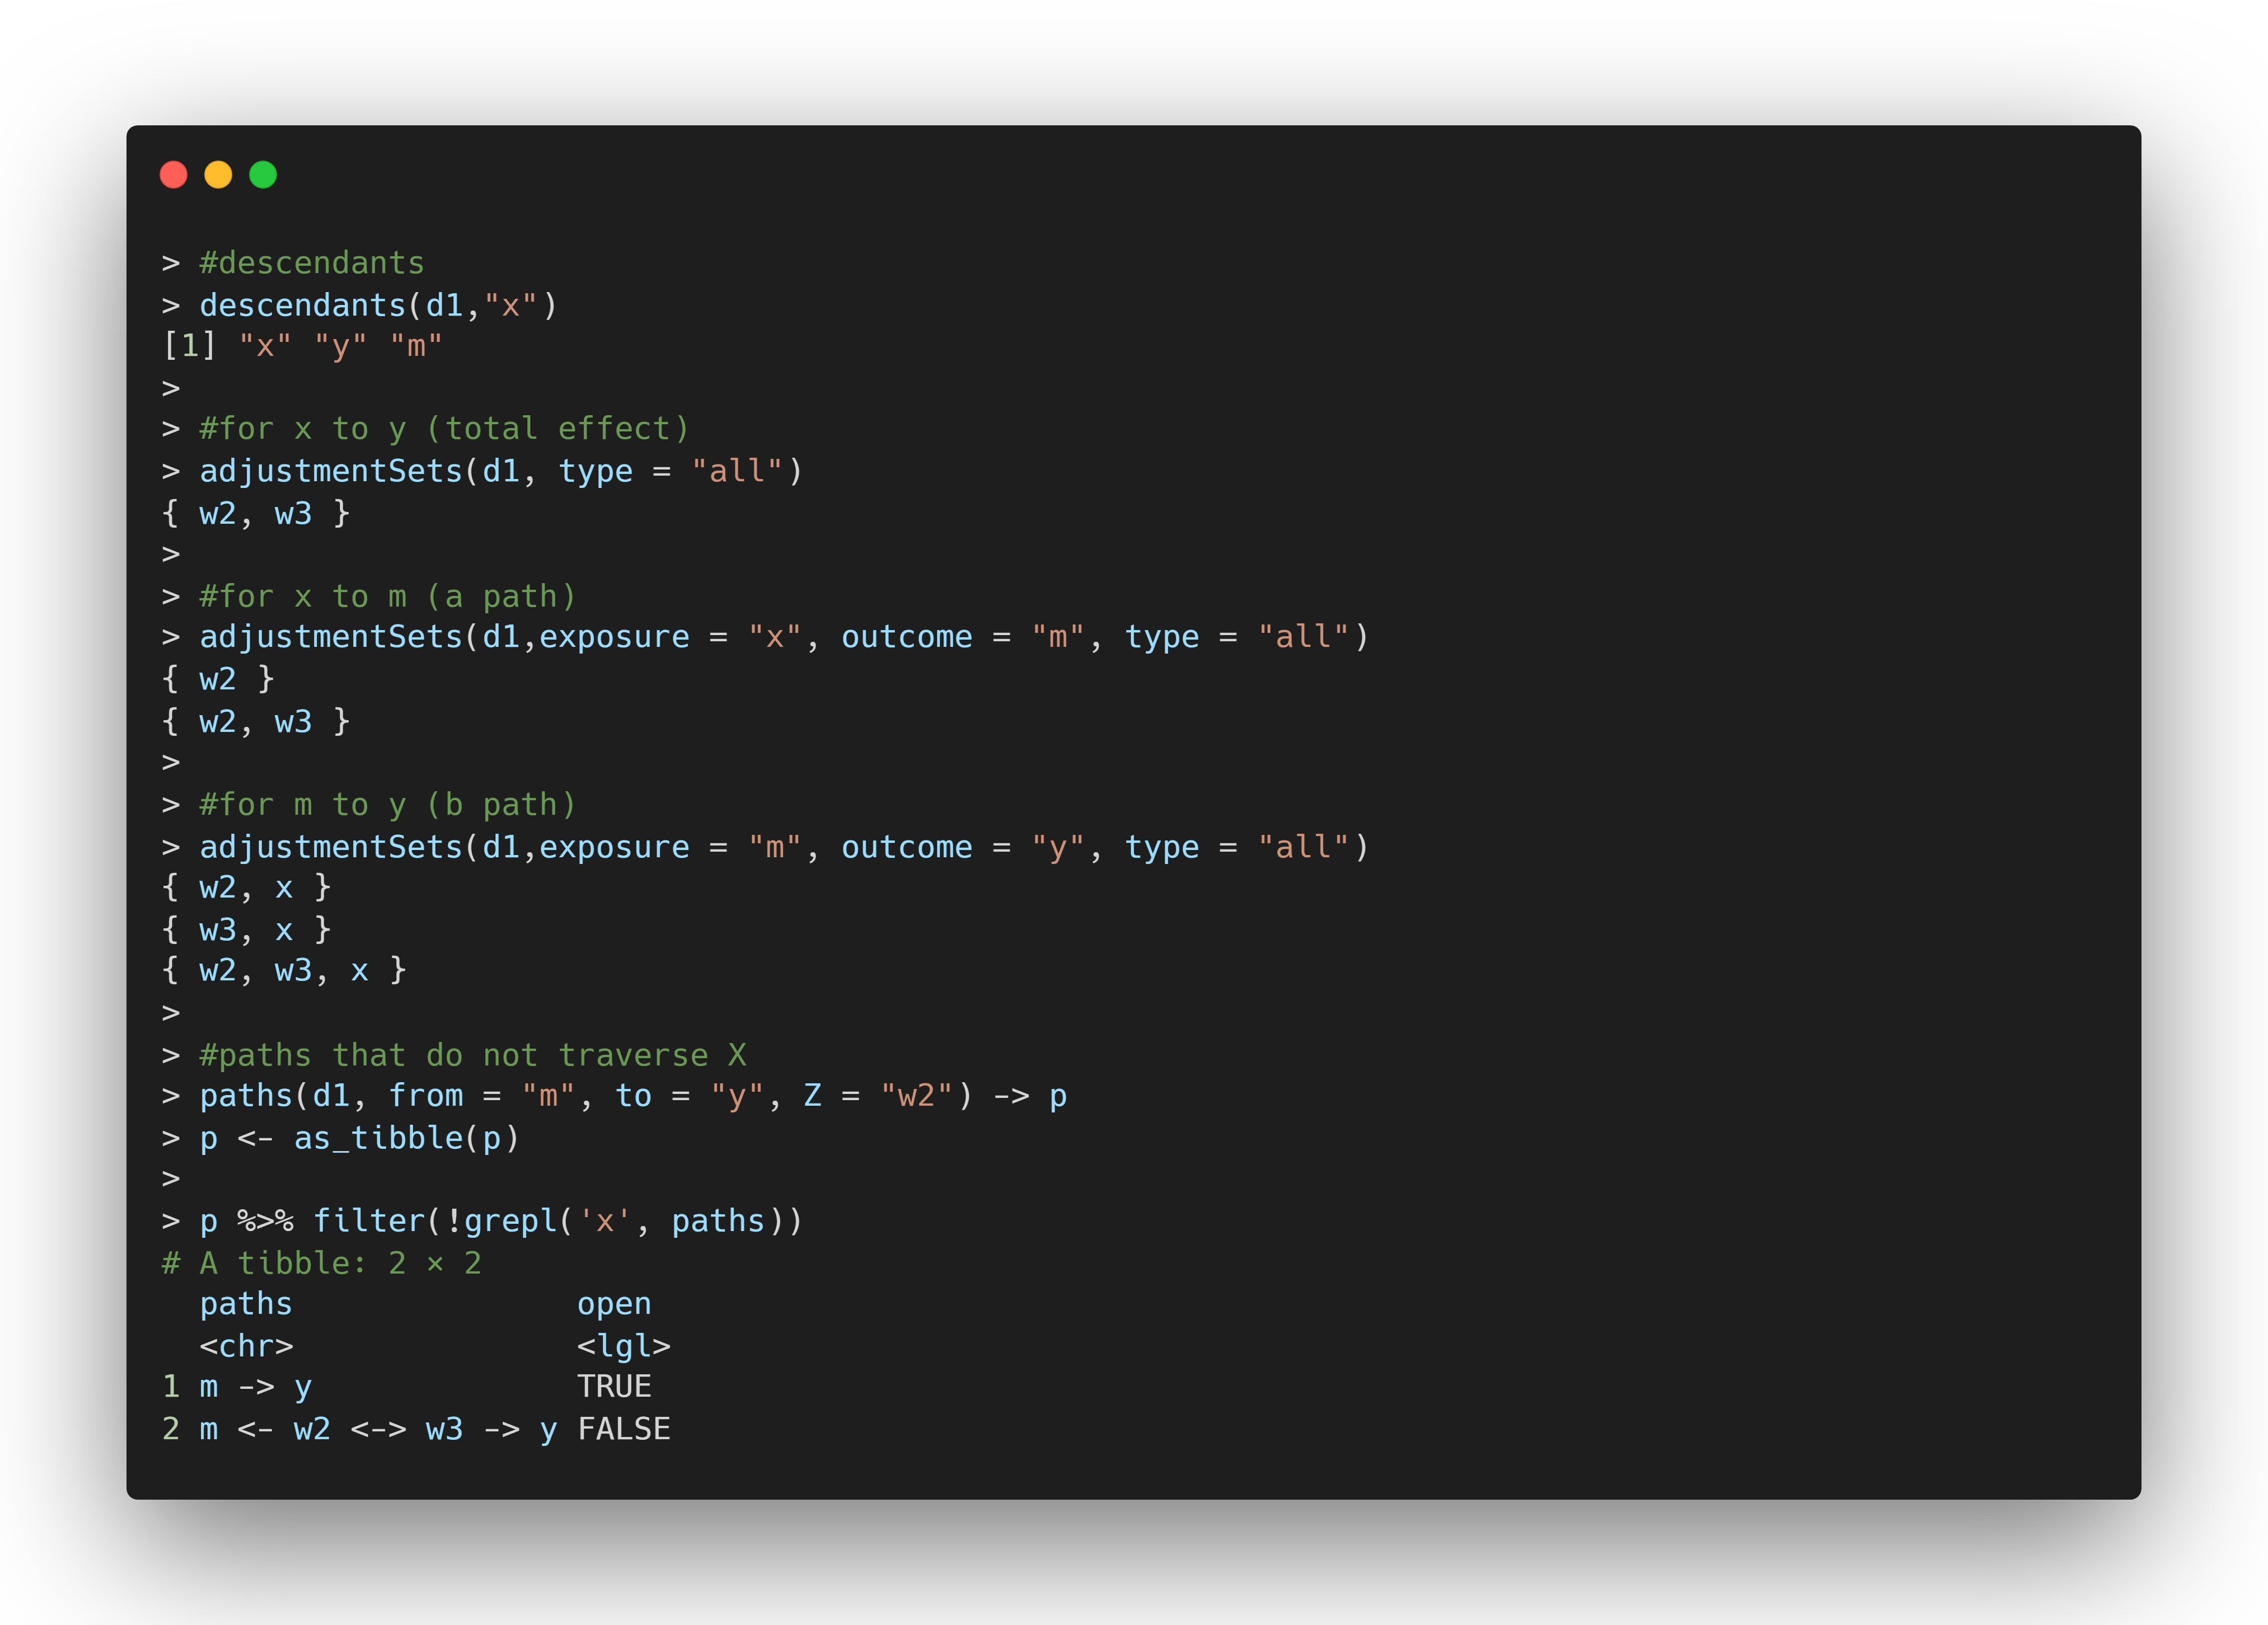 > #descendants
> descendants(d1,"x")
[1] "x" "y" "m"
>
> #for x to y (total effect)
> adjustmentSets(d1, type = "all")
{ w2, w3 }
>
> #for x to m (a path)
> adjustmentSets(d1,exposure = "x", outcome = "m", type = "all")
{ w2 }
{ w2, w3 }
>
> #for m to y (b path)
> adjustmentSets(d1,exposure = "m", outcome = "y", type = "all")
{ w2, x }
{ w3, x }
{ w2, w3, x }
>
> #paths that do not traverse X
> paths(d1, from = "m", to = "y", Z = "w2") -> p
> p <- as_tibble(p)
>
> p %>% filter(!grepl('x', paths))
# A tibble: 2 × 2
  paths               open
  <chr>               <lgl>
1 m -> y              TRUE
2 m <- w2 <-> w3 -> y FALSE